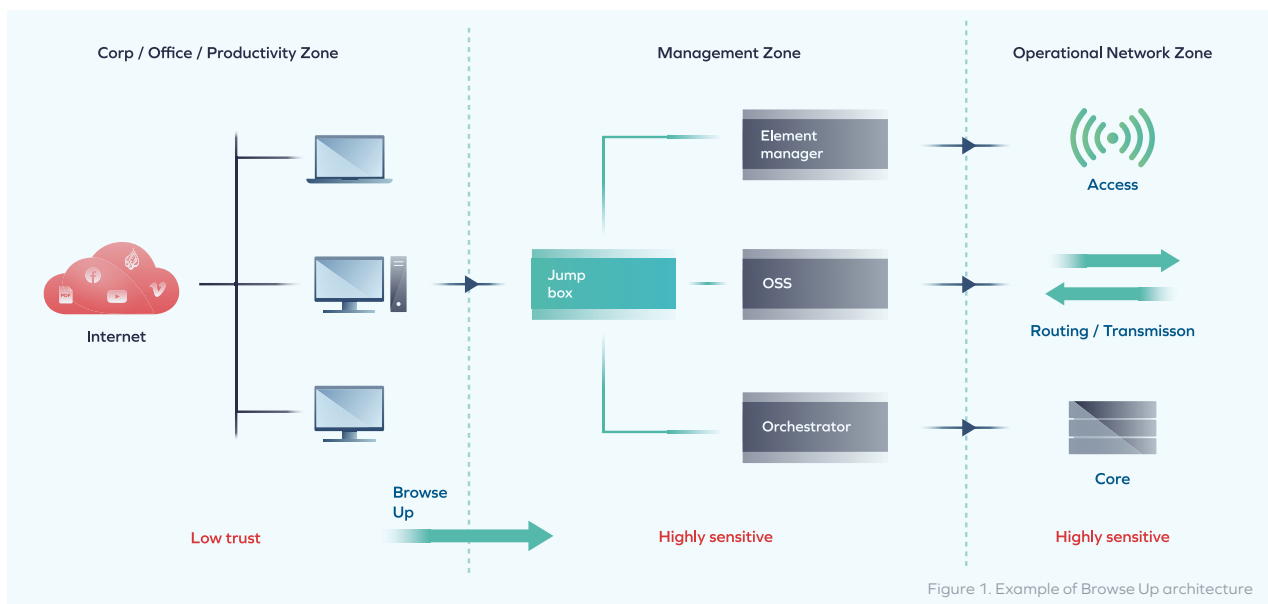 Corp / Office / Productivity Zone
Management Zone
Operational Network Zone
Element
manager
Access
Jump
box
OSS
PDF
Internet
Routing / Transmisson
Orchestrator
Core
Browse
Up
Low trust
Highly sensitive
Highly sensitive
Figure 1. Example of Browse Up architecture